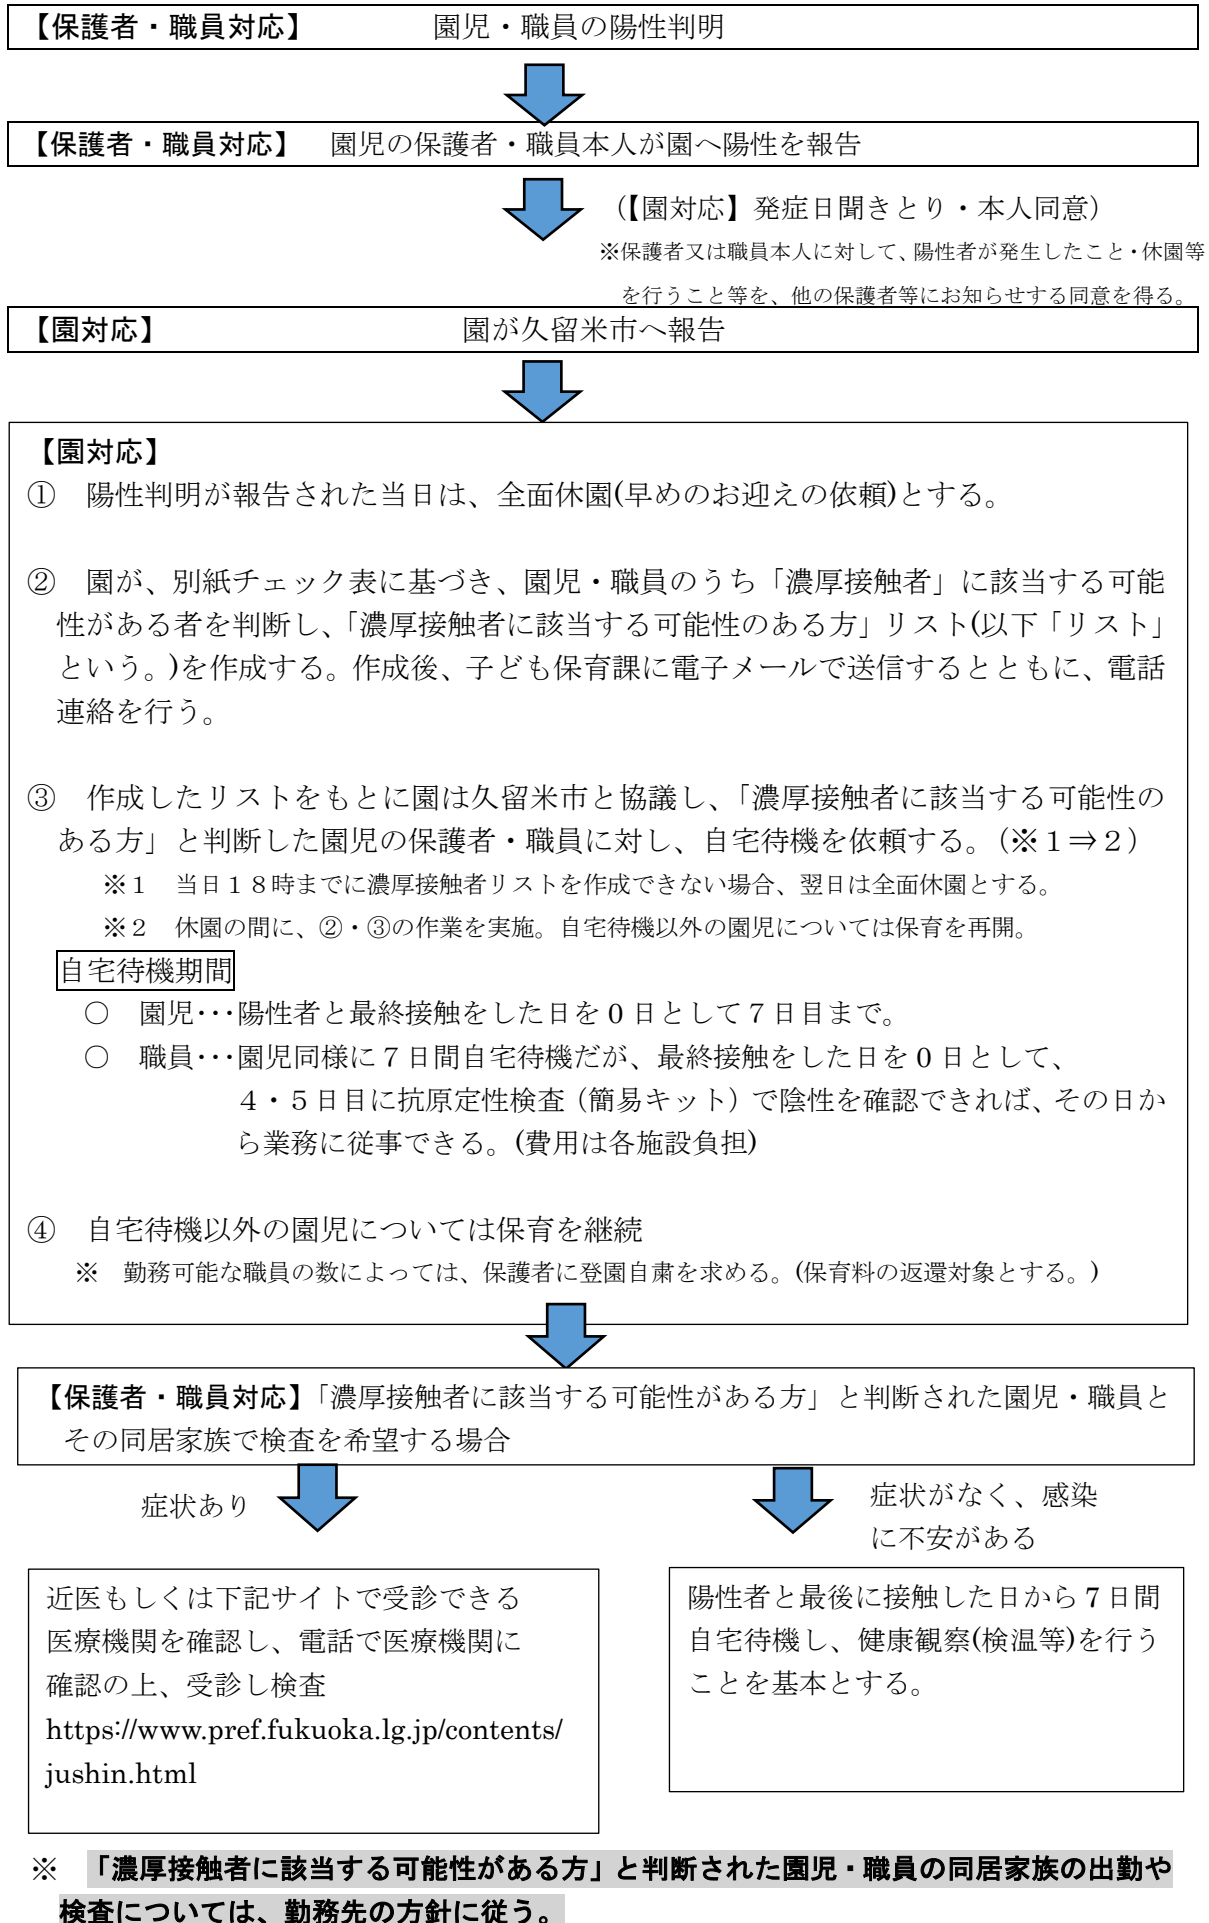 【保護者・職員対応】　園児・職員の陽性判明
【保護者・職員対応】　園児の保護者・職員本人が園へ陽性を報告
（【園対応】発症日聞きとり・本人同意）
※保護者又は職員本人に対して、陽性者が発生したこと・休園等
を行うこと等を、他の保護者等にお知らせする同意を得る。
【園対応】　園が久留米市へ報告
【園対応】
①　陽性判明が報告された当日は、全面休園(早めのお迎えの依頼)とする。
②　園が、別紙チェック表に基づき、園児・職員のうち「濃厚接触者」に該当する可能
性がある者を判断し、「濃厚接触者に該当する可能性のある方」リスト(以下「リスト」
という。)を作成する。作成後、子ども保育課に電子メールで送信するとともに、電話
連絡を行う。
③　作成したリストをもとに園は久留米市と協議し、「濃厚接触者に該当する可能性の
ある方」と判断した園児の保護者・職員に対し、自宅待機を依頼する。（※１⇒２）
※１　当日１８時までに濃厚接触者リストを作成できない場合、翌日は全面休園とする。
※２　休園の間に、②・③の作業を実施。自宅待機以外の園児については保育を再開。
自宅待機期間
○　園児･･･陽性者と最終接触をした日を０日として７日目まで。
○　職員･･･園児同様に７日間自宅待機だが、最終接触をした日を０日として、
４・５日目に抗原定性検査（簡易キット）で陰性を確認できれば、その日か
ら業務に従事できる。(費用は各施設負担)
④　自宅待機以外の園児については保育を継続
※　勤務可能な職員の数によっては、保護者に登園自粛を求める。(保育料の返還対象とする。)
【保護者・職員対応】「濃厚接触者に該当する可能性がある方」と判断された園児・職員と
その同居家族で検査を希望する場合
症状あり
症状がなく、感染
に不安がある
近医もしくは下記サイトで受診できる
医療機関を確認し、電話で医療機関に
確認の上、受診し検査
https://www.pref.fukuoka.lg.jp/contents/
jushin.html
陽性者と最後に接触した日から７日間
自宅待機し、健康観察(検温等)を行う
ことを基本とする。
※　「濃厚接触者に該当する可能性がある方」と判断された園児・職員の同居家族の出勤や
検査については、勤務先の方針に従う。